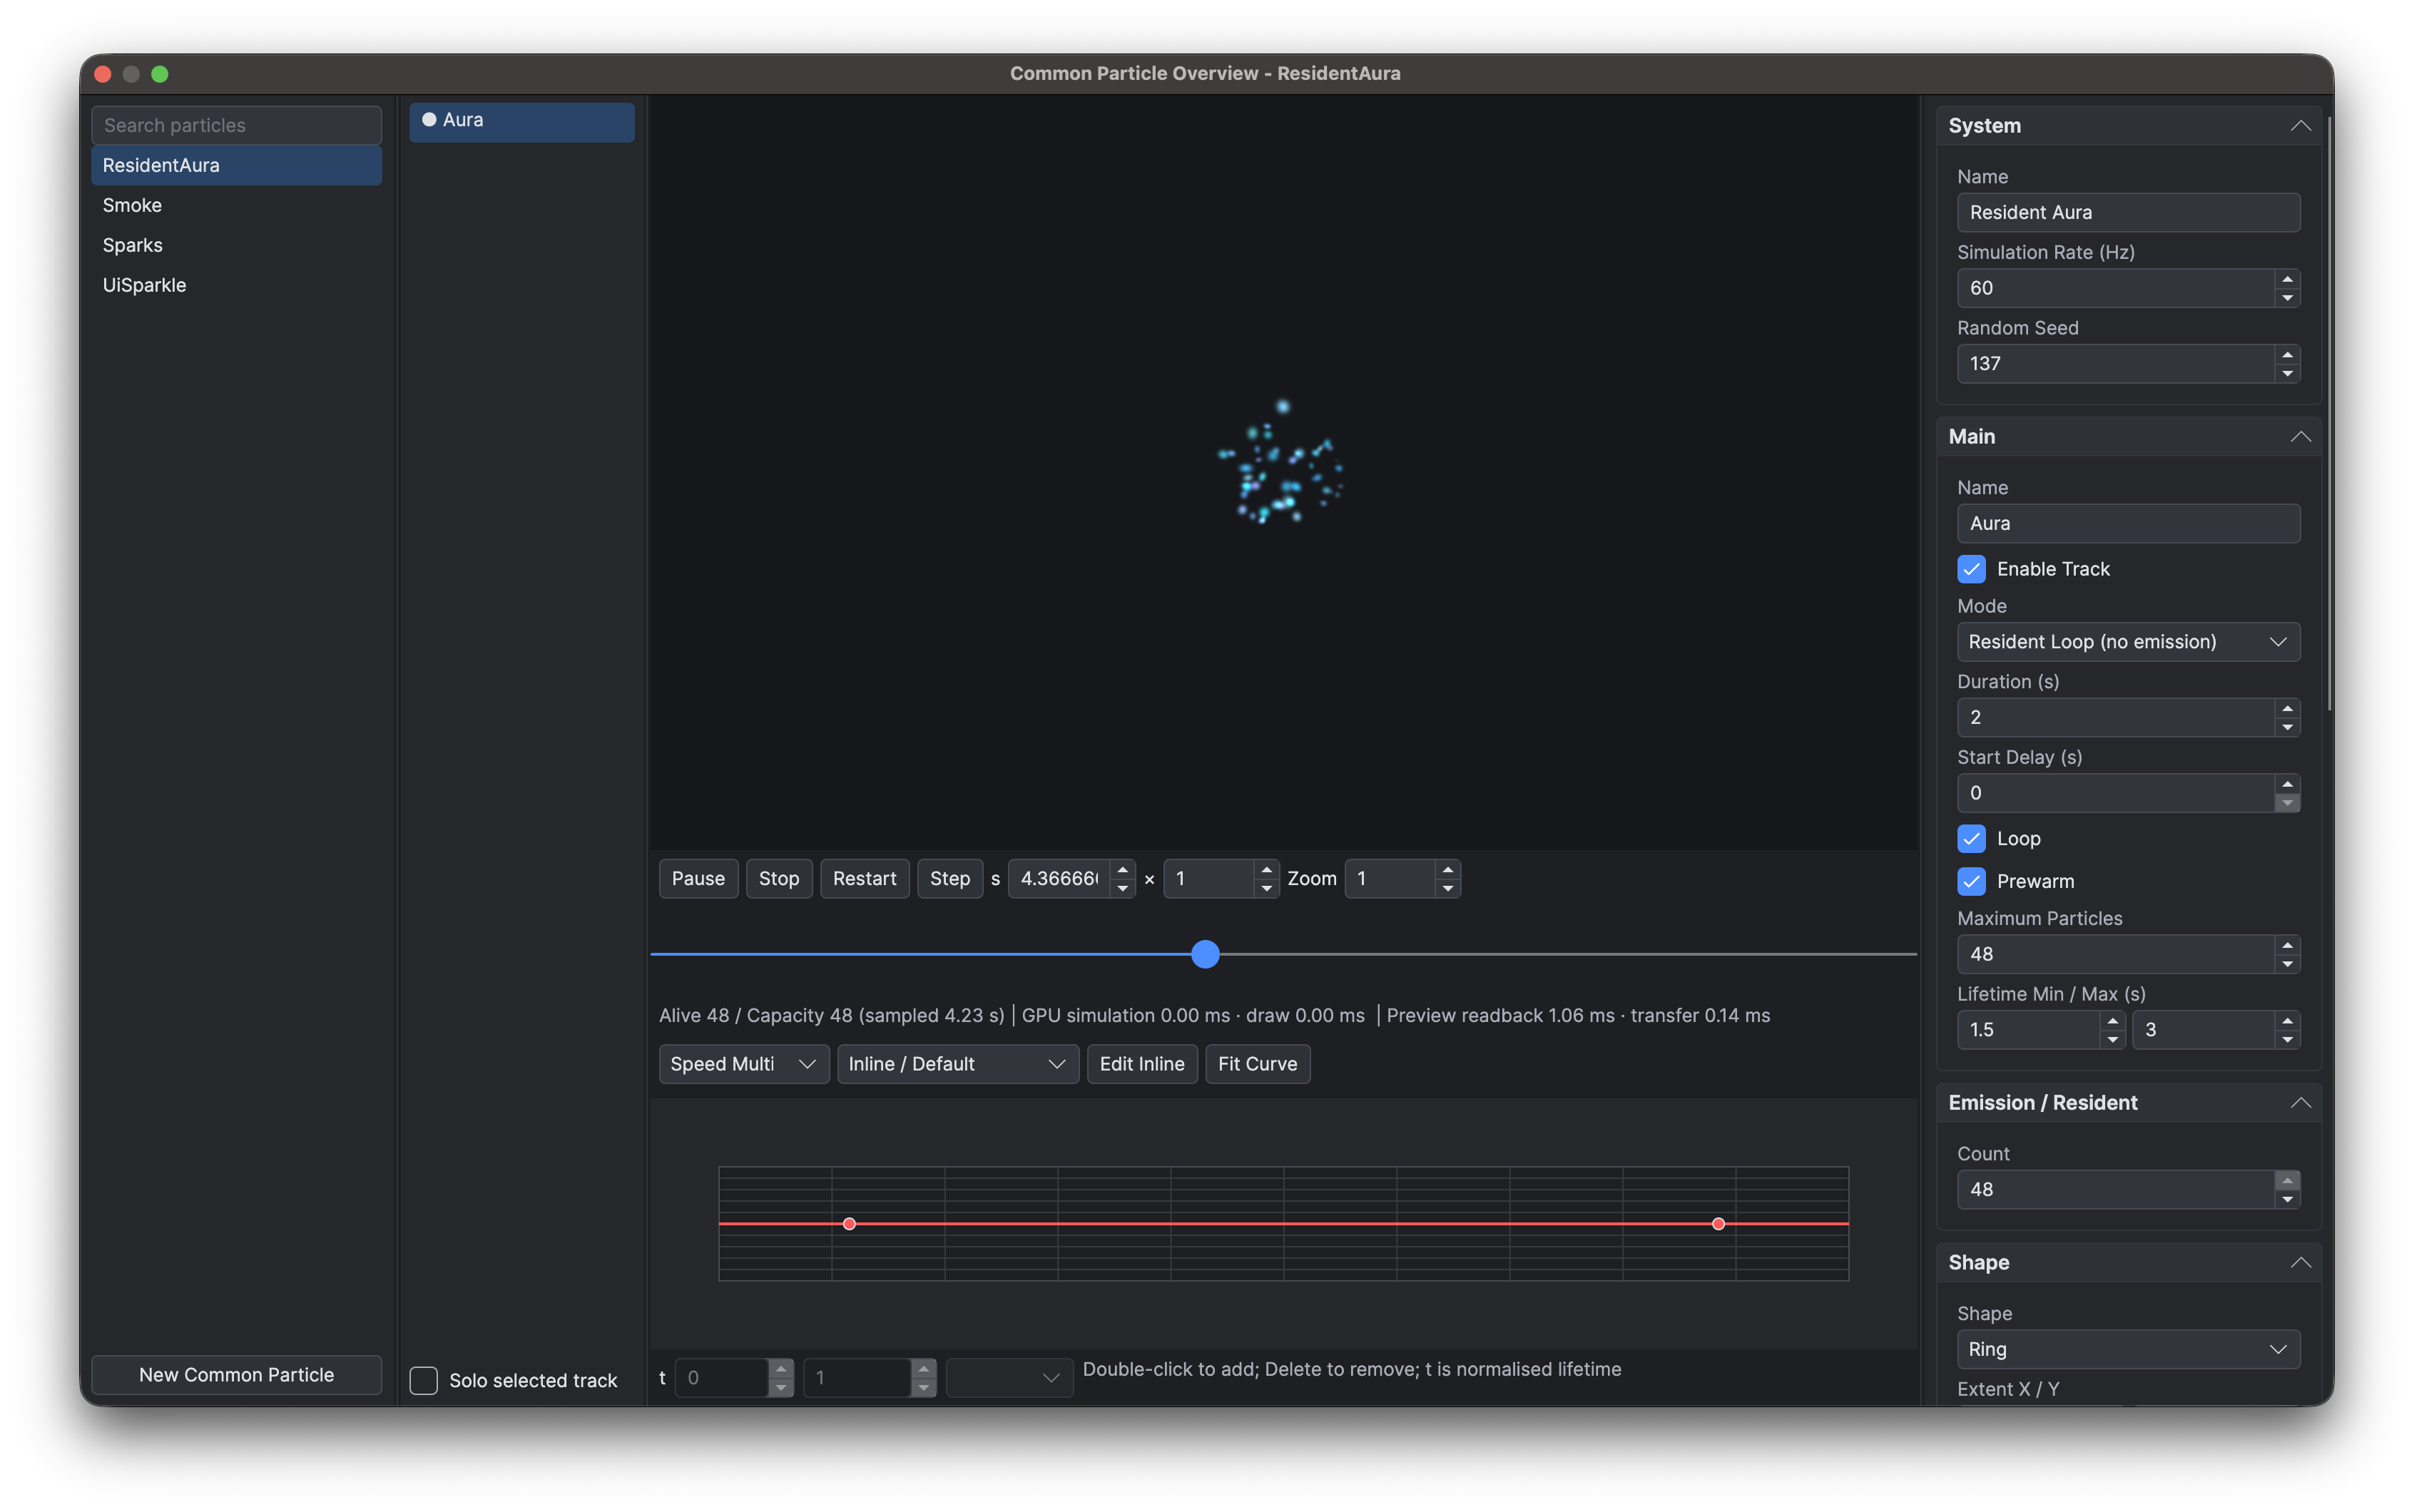 Common Particle Overview - ResidentAura
Search particles
ResidentAura
Smoke
Sparks
UiSparkle
New Common Particle
Aura
Solo selected track
Pause Stop Restart Step s 4.36666 × 1 Zoom 1
Alive 48 / Capacity 48 (sampled 4.23 s) | GPU simulation 0.00 ms · draw 0.00 ms | Preview readback 1.06 ms · transfer 0.14 ms
Speed Multi Inline / Default Edit Inline Fit Curve
t 0 1 Double-click to add; Delete to remove; t is normalised lifetime
System
Name
Resident Aura
Simulation Rate (Hz)
60
Random Seed
137
Main
Name
Aura
Enable Track
Mode
Resident Loop (no emission)
Duration (s)
2
Start Delay (s)
0
Loop
Prewarm
Maximum Particles
48
Lifetime Min / Max (s)
1.5 3
Emission / Resident
Count
48
Shape
Shape
Ring
Extent X / Y